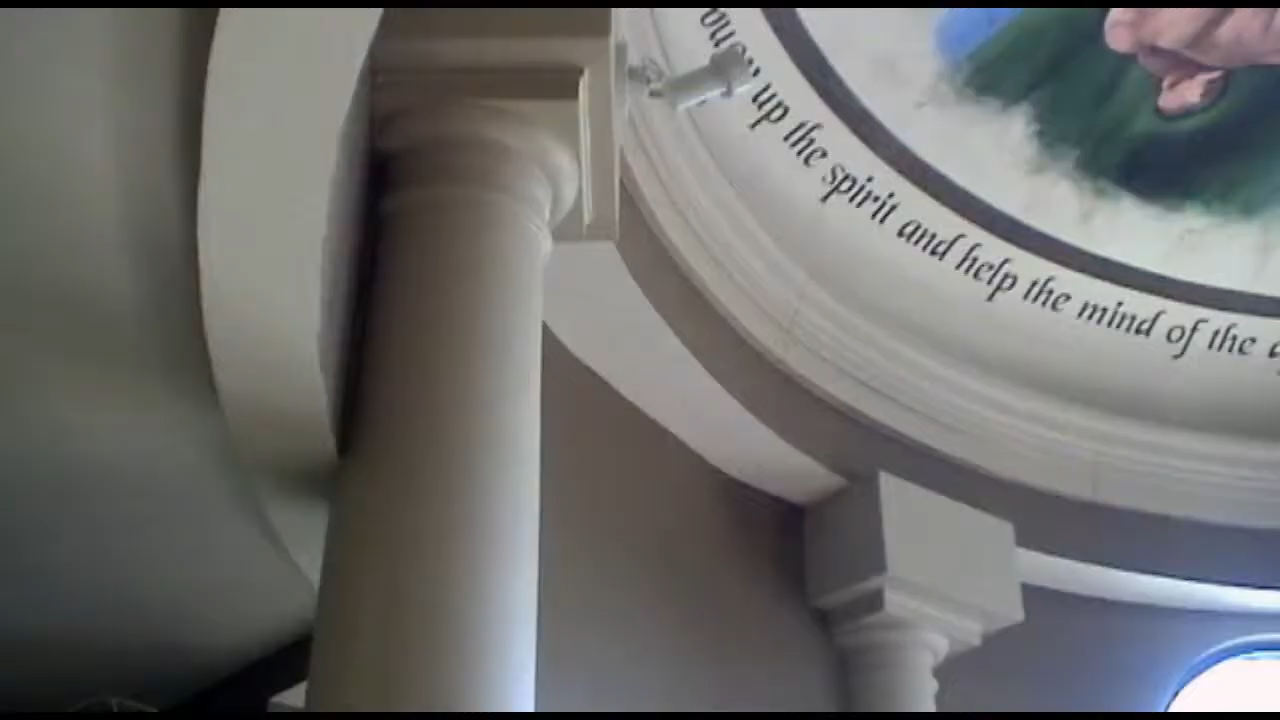 up the spirit and help the mind of the